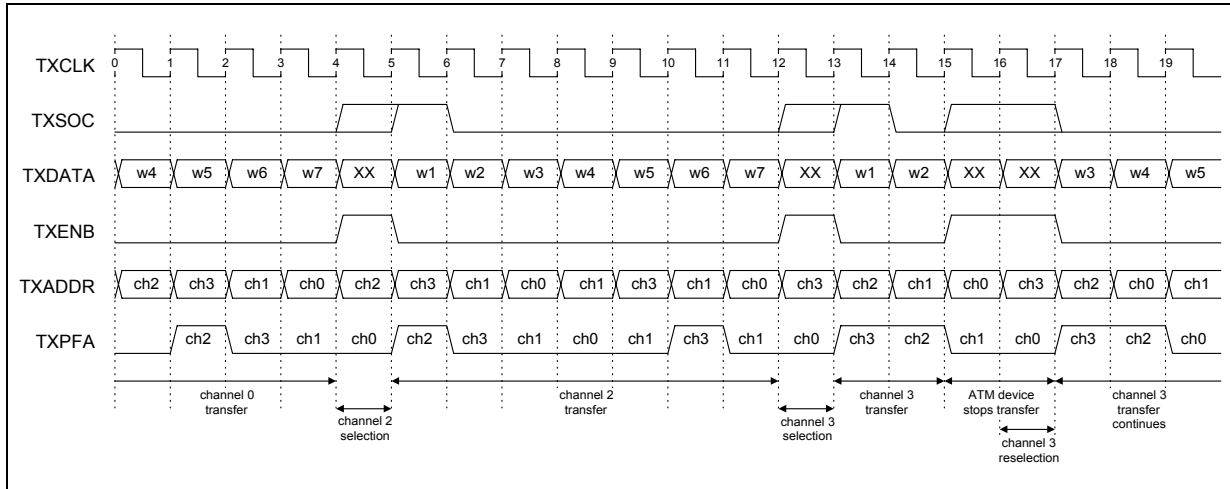 TXCLK 0 1 2 3 4 5 6 7 8 9 10 11 12 13 14 15 16 17 18 19
TXSOC
TXDATA w4 w5 w6 w7 XX w1 w2 w3 w4 w5 w6 w7 XX w1 w2 XX XX w3 w4 w5
TXENB
TXADDR ch2 ch3 ch1 ch0 ch2 ch3 ch1 ch0 ch1 ch3 ch1 ch0 ch3 ch2 ch1 ch0 ch3 ch2 ch0 ch1
TXPFA ch2 ch3 ch1 ch0 ch2 ch3 ch1 ch0 ch1 ch3 ch1 ch0 ch3 ch2 ch1 ch0 ch3 ch2 ch0
channel 0
transfer
channel 2
selection
channel 2
transfer
channel 3
selection
channel 3
transfer
ATM device
stops transfer
channel 3
reselection
channel 3
transfer
continues